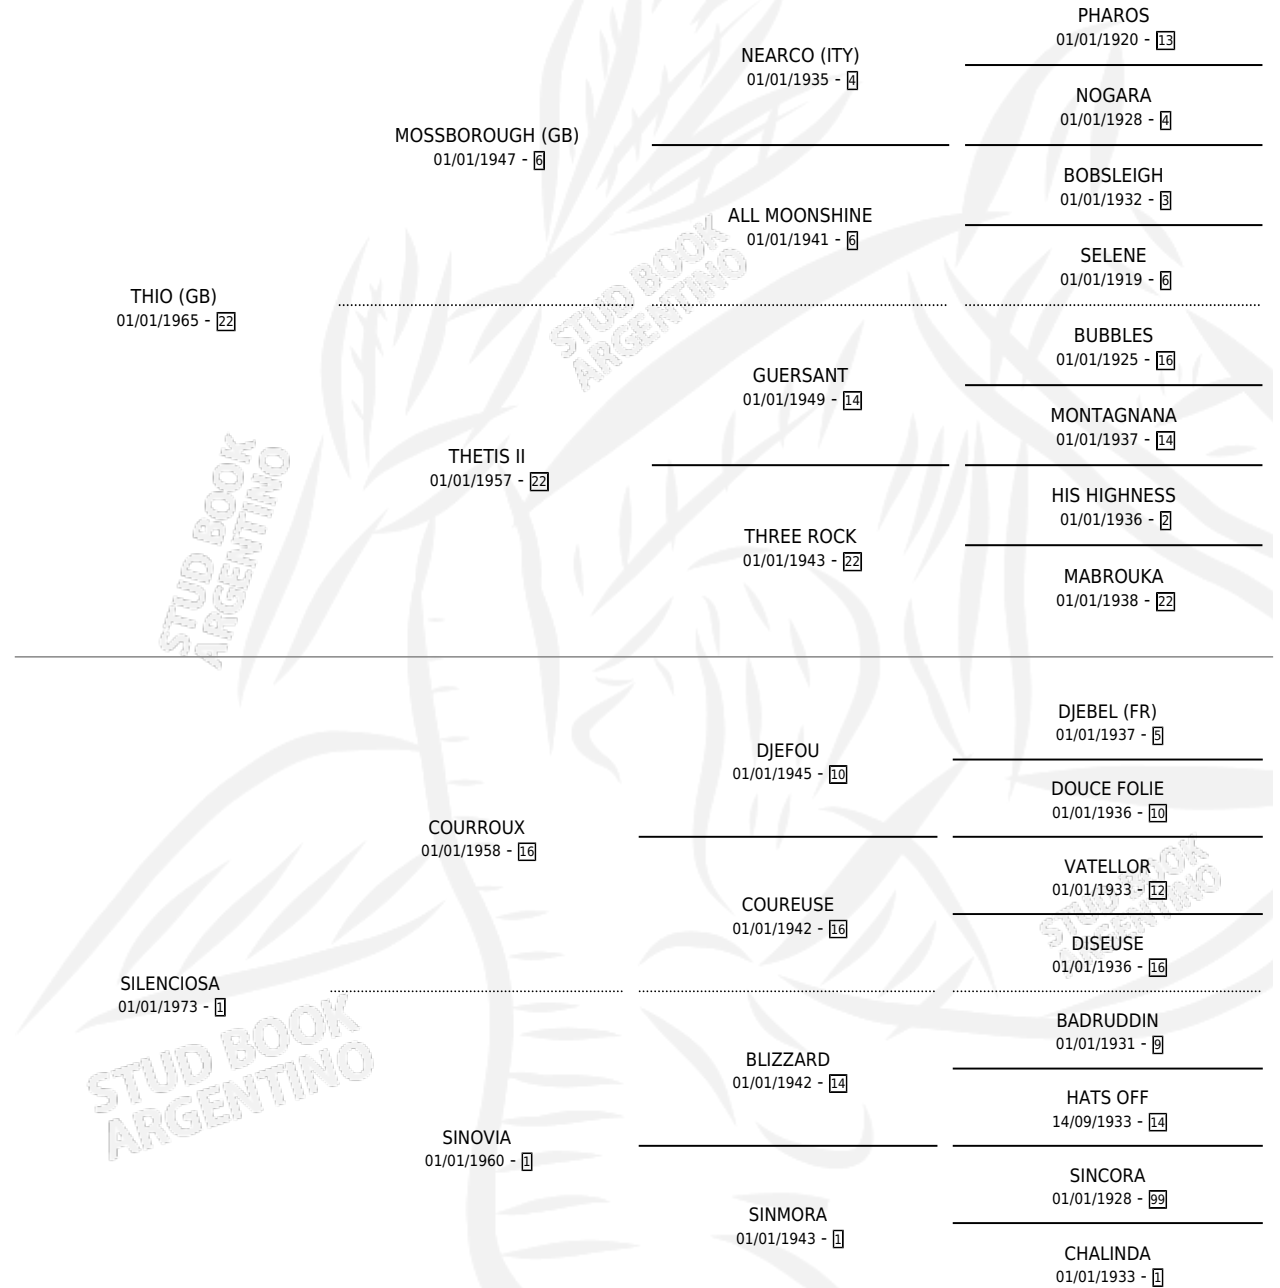 PHAROS
01/01/1920 - 13
NEARCO (ITY)
01/01/1935 - 4
NOGARA
01/01/1928 - 4
MOSSBOROUGH (GB)
01/01/1947 - 6
BOBSLEIGH
01/01/1932 - 3
ALL MOONSHINE
01/01/1941 - 6
SELENE
01/01/1919 - 6
STUD BOOK
ARGENTINO
THIO (GB)
01/01/1965 - 22
BUBBLES
01/01/1925 - 16
GUERSANT
01/01/1949 - 14
MONTAGNANA
01/01/1937 - 14
THETIS II
01/01/1957 - 22
HIS HIGHNESS
01/01/1936 - 2
THREE ROCK
01/01/1943 - 22
MABROUKA
01/01/1938 - 22
STUD BOOK
ARGENTINO
DJEBEL (FR)
01/01/1937 - 5
DJEFOU
01/01/1945 - 10
DOUCE FOLIE
01/01/1936 - 10
COURROUX
01/01/1958 - 16
VATELLOR
01/01/1933 - 12
COUREUSE
01/01/1942 - 16
DISEUSE
01/01/1936 - 16
STUD BOOK
ARGENTINO
SILENCIOSA
01/01/1973 - 1
BADRUDDIN
01/01/1931 - 9
BLIZZARD
01/01/1942 - 14
HATS OFF
14/09/1933 - 14
STUD BOOK
ARGENTINO
SINOVIA
01/01/1960 - 1
SINCORA
01/01/1928 - 99
SINMORA
01/01/1943 - 1
CHALINDA
01/01/1933 - 1